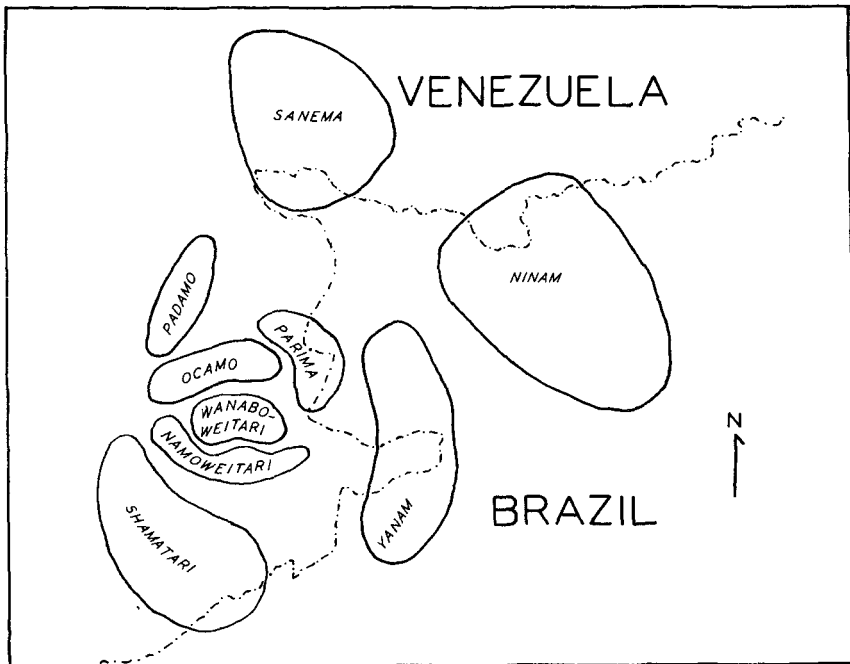 VENEZUELA
SANEMA
NINAM
PADAMO
PARIMA
OCAMO
WANABO-
WEITARI
NAMOWEITARI
N
BRAZIL
YANAM
SHAMATARI